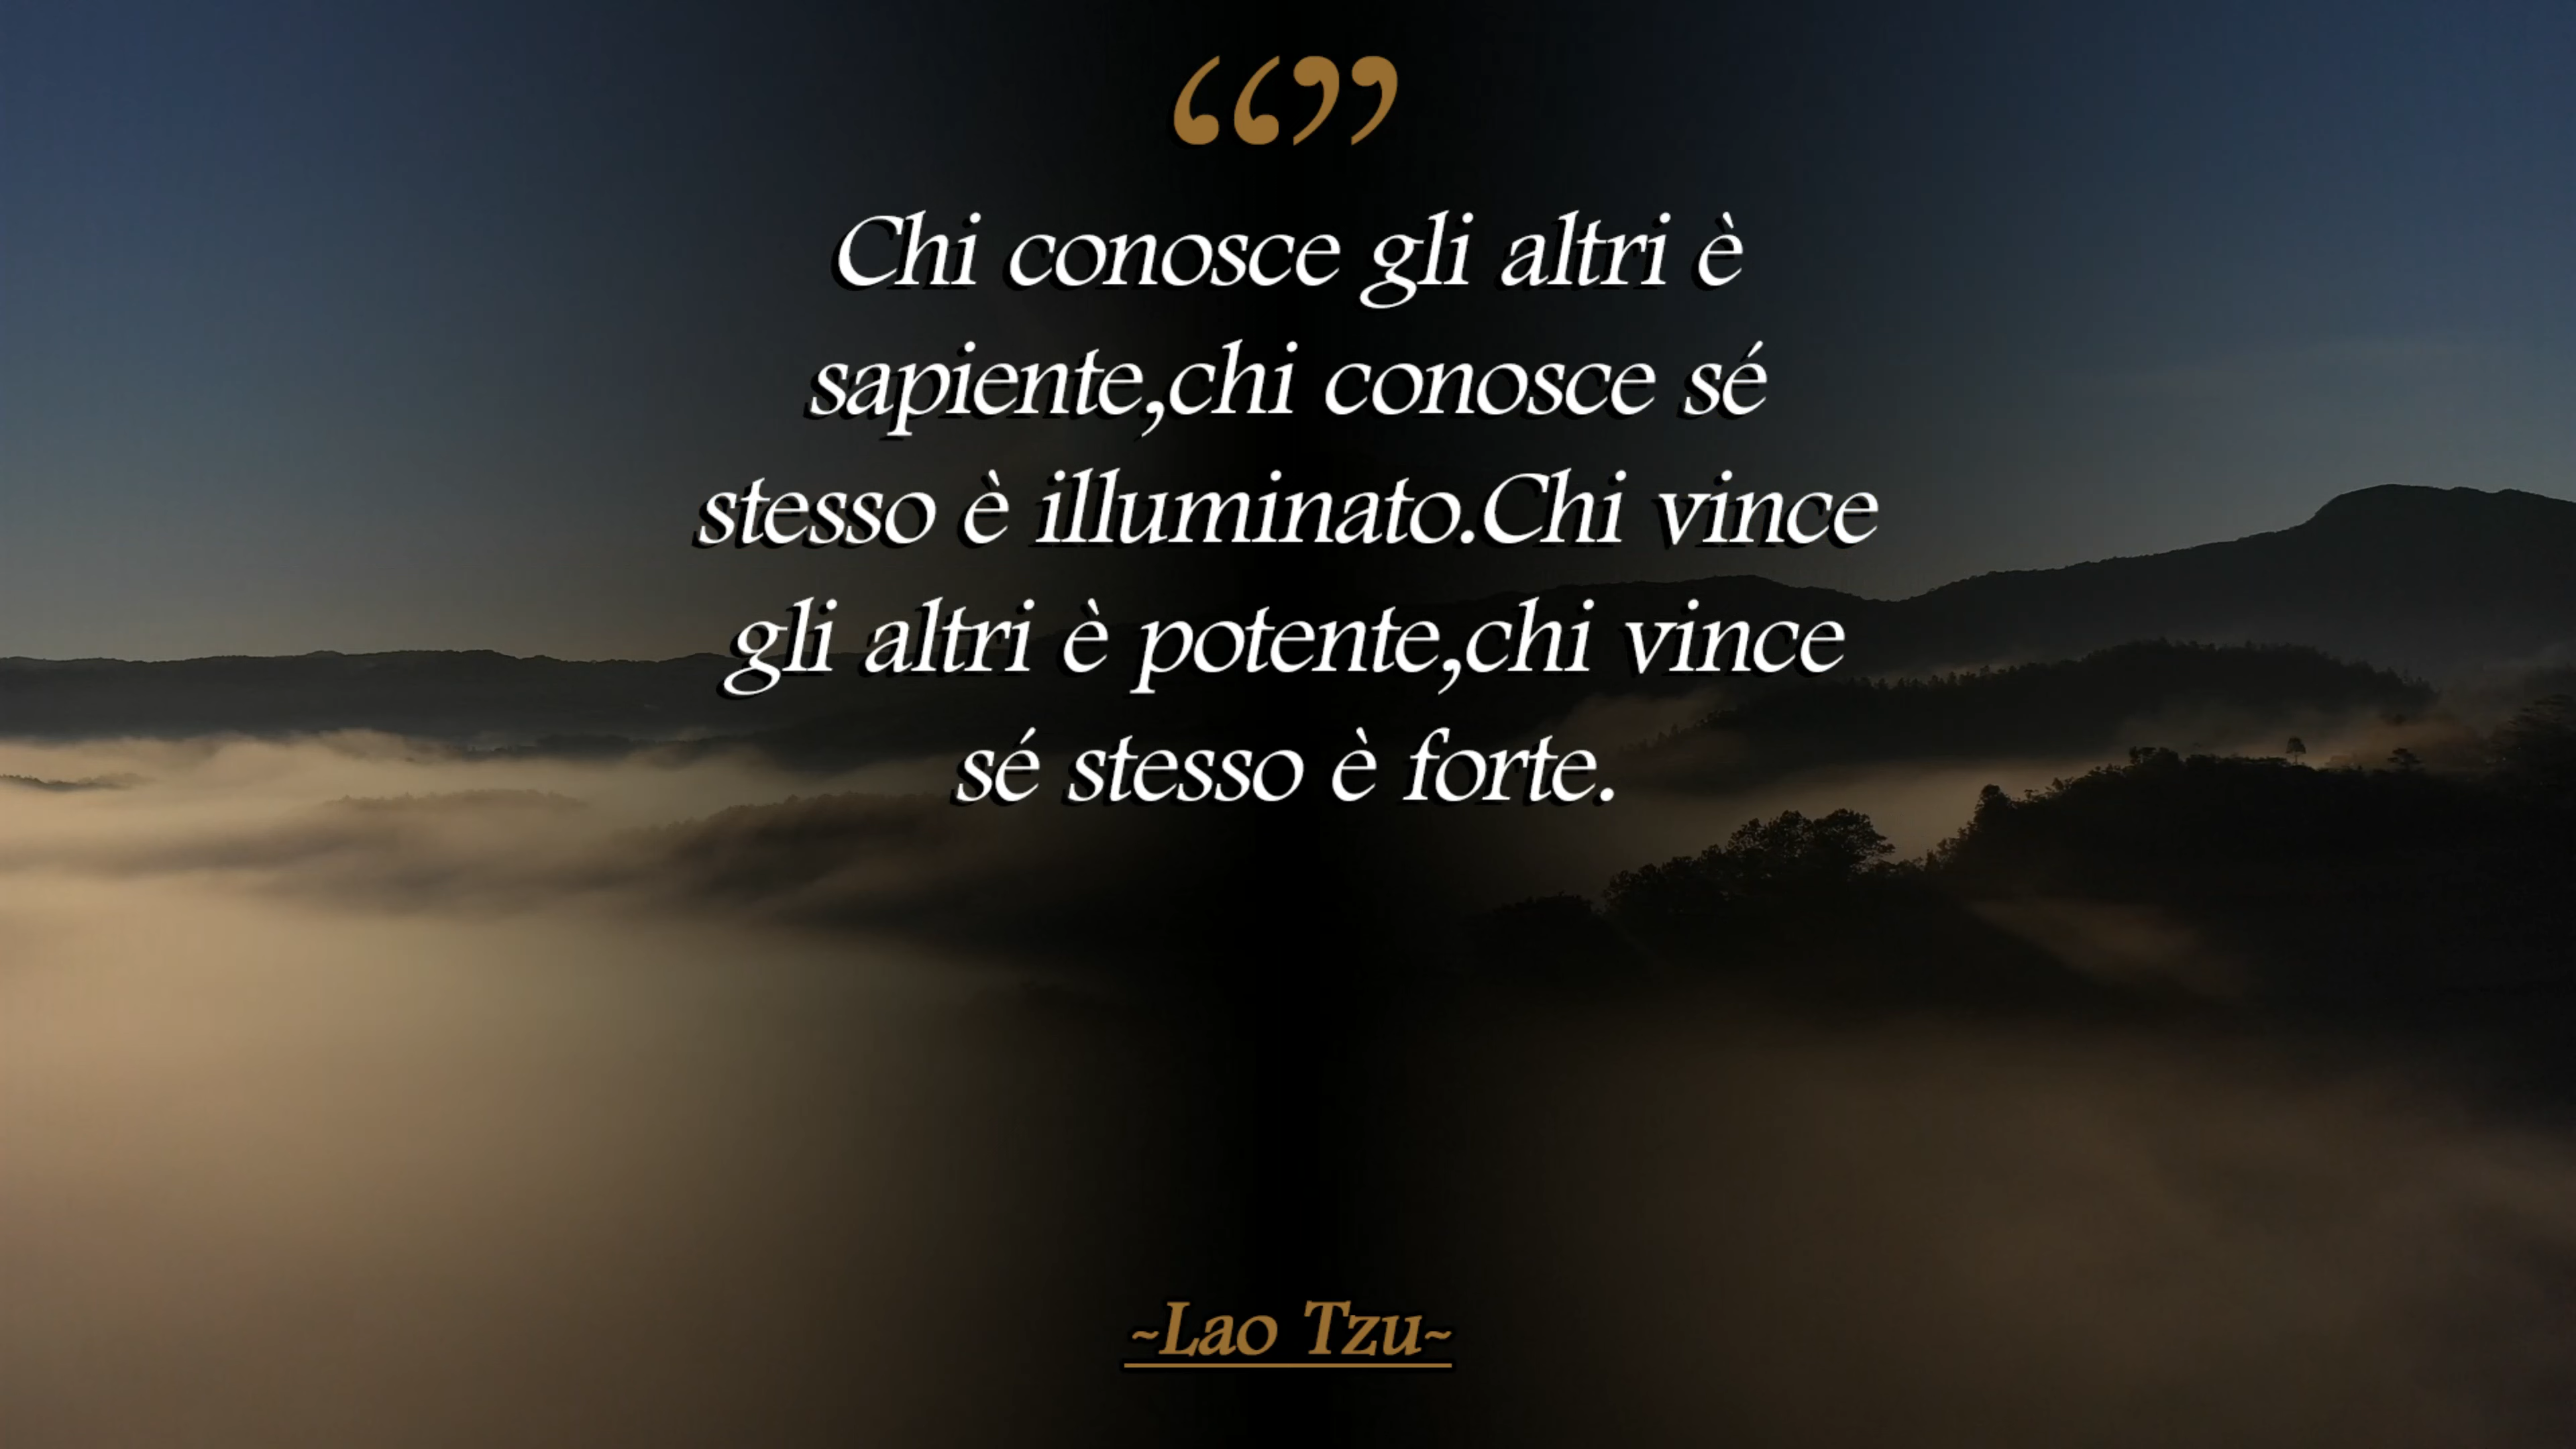 “”
Chi conosce gli altri è
sapiente,chi conosce sé
stesso è illuminato.Chi vince
gli altri è potente,chi vince
sé stesso è forte.
~Lao Tzu~